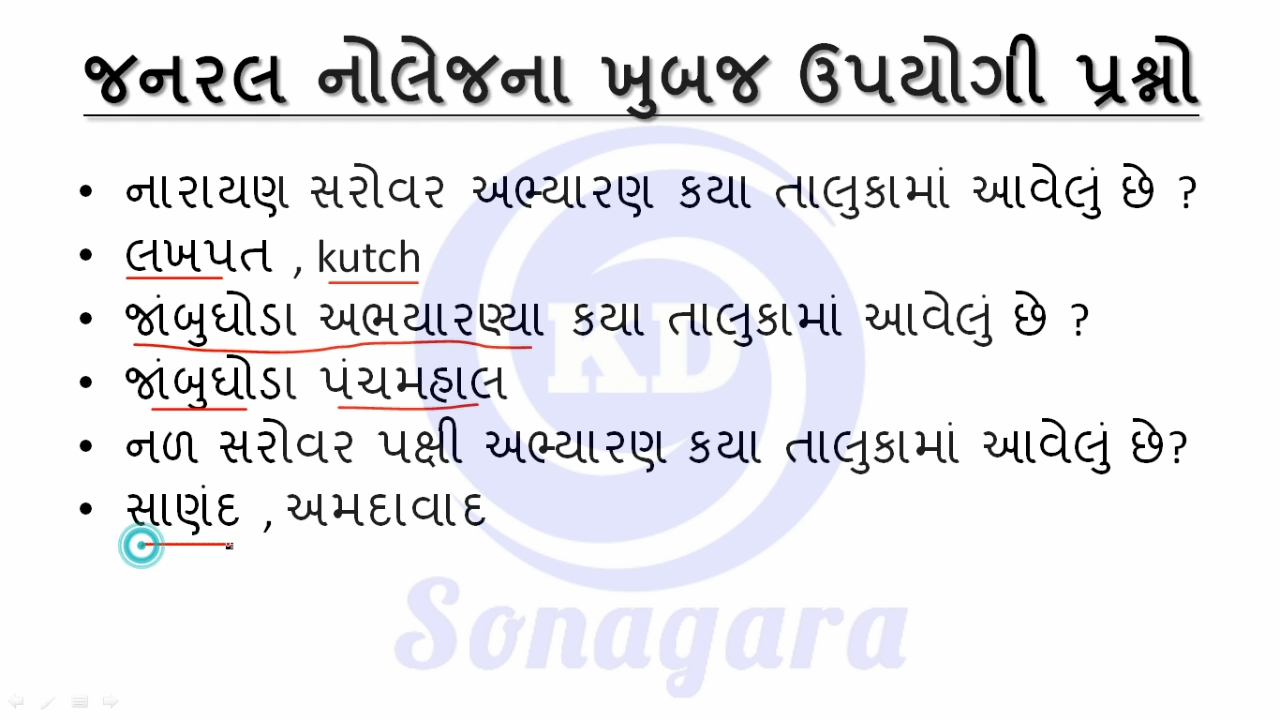 જનરલ નોલેજના ખુબજ ઉપયોગી પ્રશ્નો
• નારાયણ સરોવર અભ્યારણ કયા તાલુકામાં આવેલું છે ?
• લખપત , kutch
• જાંબુઘોડા અભયારણ્યા કયા તાલુકામાં આવેલું છે ?
• જાંબુઘોડા પંચમહાલ
• નળ સરોવર પક્ષી અભ્યારણ કયા તાલુકામાં આવેલું છે?
• સાણંદ , અમદાવાદ
KD
Sonagara